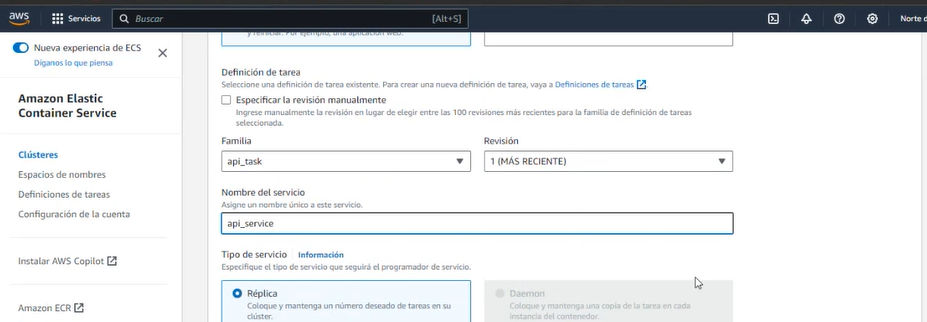 aws
Servicios
Buscar
[Alt+S]
Norte d
Nueva experiencia de ECS
Díganos lo que piensa
Amazon Elastic
Container Service
Clústeres
Espacios de nombres
Definiciones de tareas
Configuración de la cuenta
Instalar AWS Copilot
Amazon ECR
y reiniciar. Por ejemplo, una aplicación web.
Definición de tarea
Seleccione una definición de tarea existente. Para crear una nueva definición de tarea, vaya a Definiciones de tareas.
Especificar la revisión manualmente
Ingrese manualmente la revisión en lugar de elegir entre las 100 revisiones más recientes para la familia de definición de tareas
seleccionada.
Familia
api_task
Revisión
1 (MÁS RECIENTE)
Nombre del servicio
Asigne un nombre único a este servicio.
api_service
Tipo de servicio
Información
Especifique el tipo de servicio que seguirá el programador de servicio.
Réplica
Coloque y mantenga un número deseado de tareas en su
clúster.
Daemon
Coloque y mantenga una copia de la tarea en cada
instancia del contenedor.